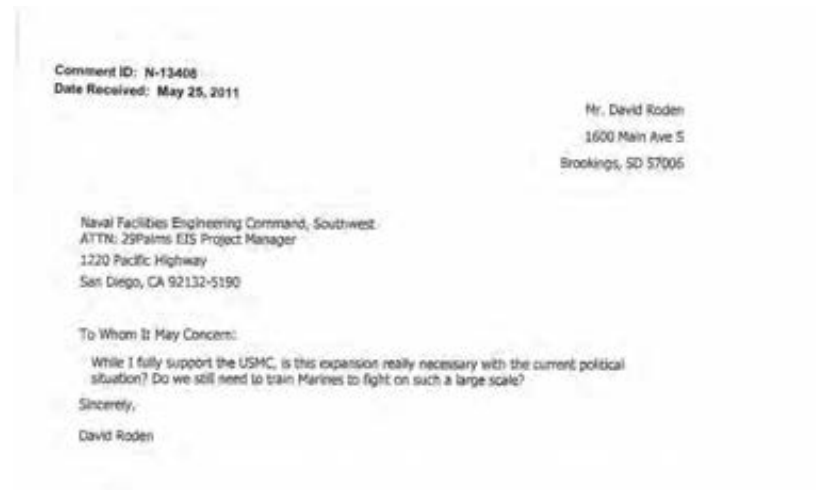 Comment ID: N-13408
Date Received: May 25, 2011
Mr. David Roden
1600 Main Ave S
Brookings, SD 57006
Naval Facilities Engineering Command, Southwest
ATTN: 29Palms EIS Project Manager
1220 Pacific Highway
San Diego, CA 92132-5190
To Whom It May Concern:
While I fully support the USMC, is this expansion really necessary with the current political
situation? Do we still need to train Marines to fight on such a large scale?
Sincerely,
David Roden